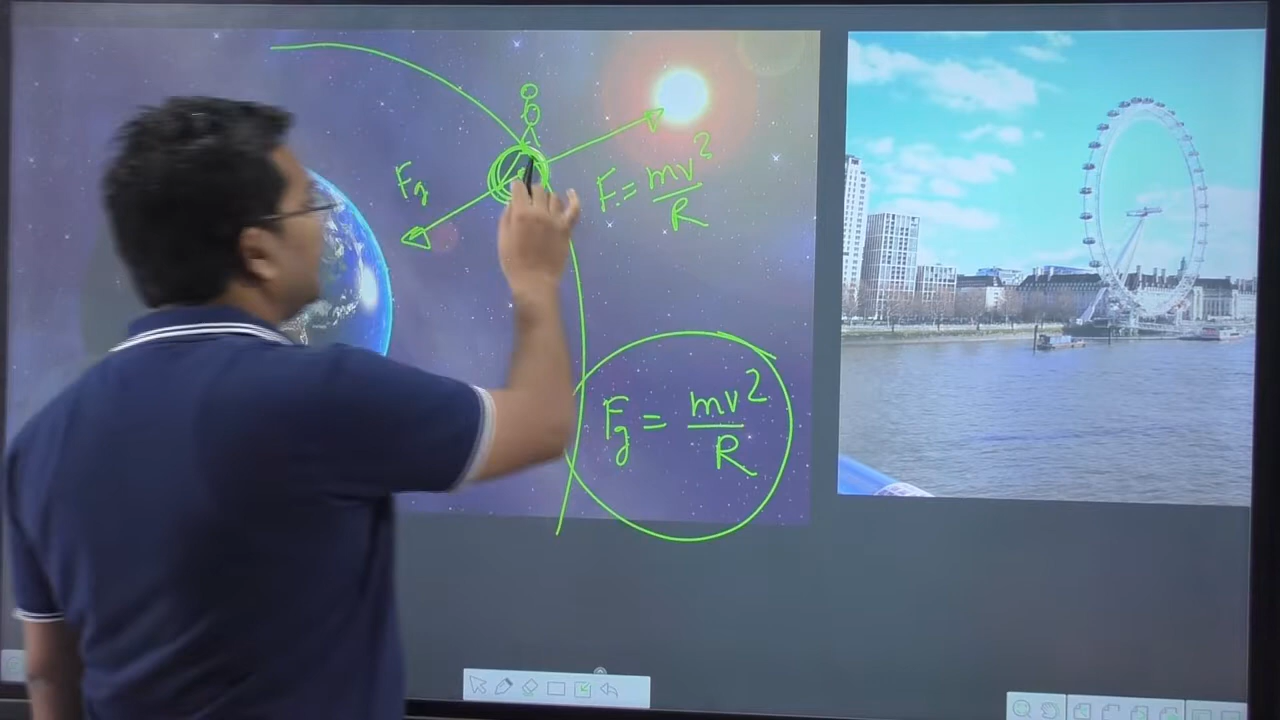 Fg
F = mv²/R
Fg = mv²/R